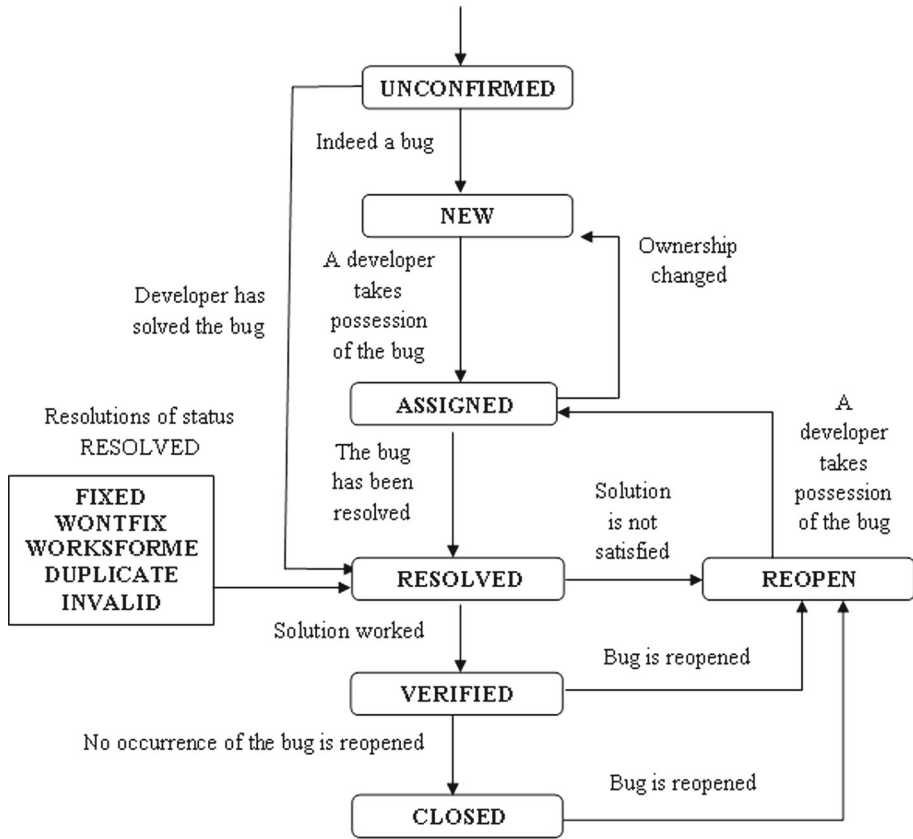 UNCONFIRMED
Indeed a bug
NEW
A developer
takes
possession
of the bug
Ownership
changed
Developer has
solved the bug
ASSIGNED
Resolutions of status
RESOLVED
FIXED
WONTFIX
WORKSFORME
DUPLICATE
INVALID
The bug
has been
resolved
Solution
is not
satisfied
A
developer
takes
possession
of the bug
RESOLVED
REOPEN
Solution worked
Bug is reopened
VERIFIED
No occurrence of the bug is reopened
Bug is reopened
CLOSED